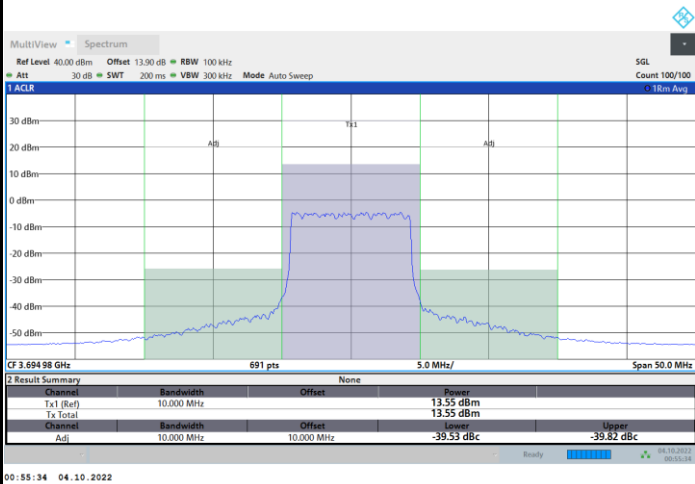 MultiView Spectrum
Ref Level 40.00 dBm Offset 13.90 dB RBW 100 kHz SGL
Att 30 dB SWT 200 ms VBW 300 kHz Mode Auto Sweep Count 100/100
1 ACLR 1Rm Avg
30 dBm
Tx1
20 dBm Adj Adj
10 dBm
0 dBm
-10 dBm
-20 dBm
-30 dBm
-40 dBm
-50 dBm
CF 3.69498 GHz 691 pts 5.0 MHz/ Span 50.0 MHz
2 Result Summary None
Channel Bandwidth Offset Power
Tx1 (Ref) 10.000 MHz 13.55 dBm
Tx Total 13.55 dBm
Channel Bandwidth Offset Lower Upper
Adj 10.000 MHz 10.000 MHz -39.53 dBc -39.82 dBc
Ready 04.10.2022
00:55:34
00:55:34 04.10.2022